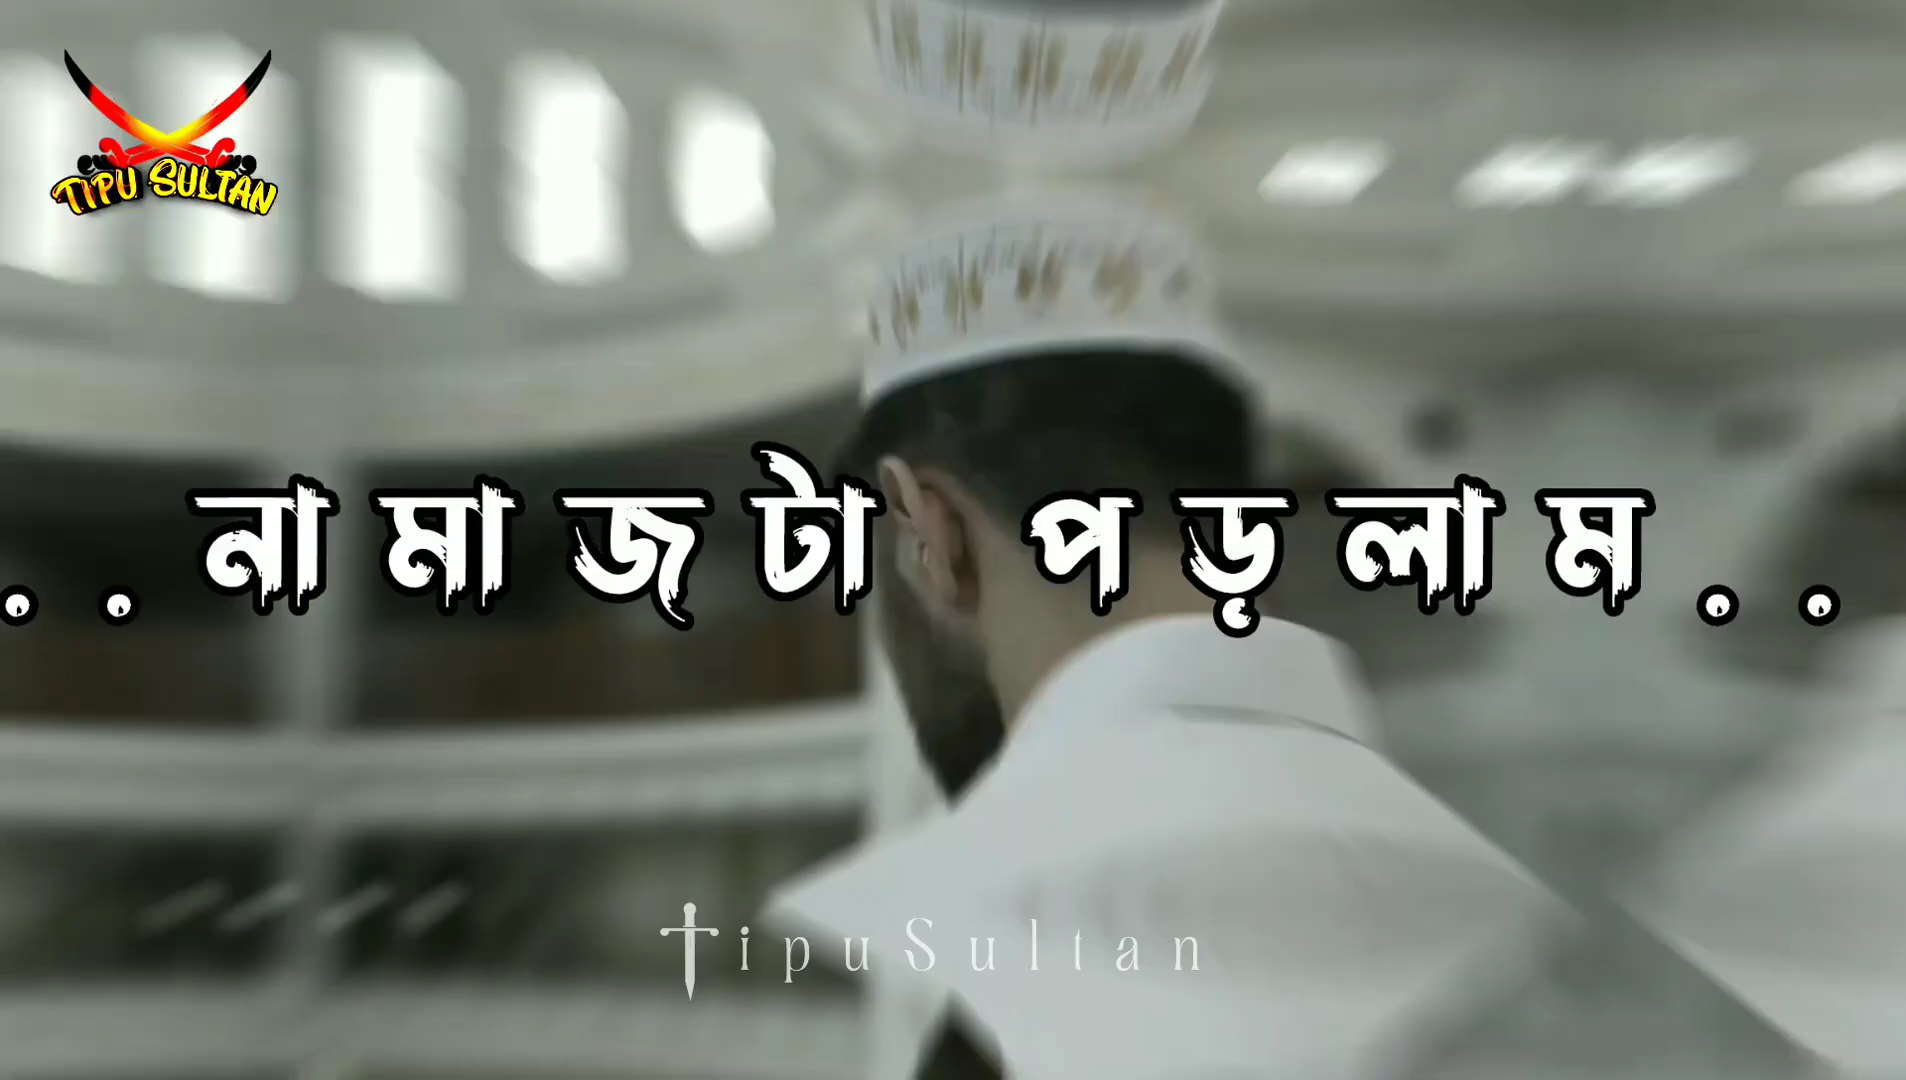 TIPU SULTAN
. . নামাজটা পড়লাম . .
TipuSultan